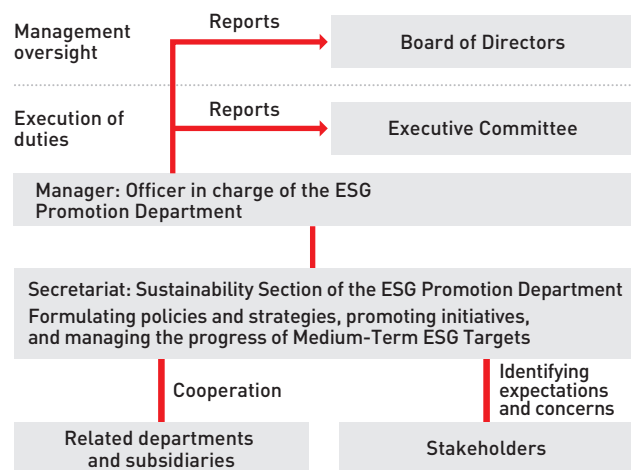 Management
oversight
Reports
Board of Directors
Execution of
duties
Reports
Executive Committee
Manager: Officer in charge of the ESG
Promotion Department
Secretariat: Sustainability Section of the ESG Promotion Department
Formulating policies and strategies, promoting initiatives,
and managing the progress of Medium-Term ESG Targets
Cooperation
Identifying
expectations
and concerns
Related departments
and subsidiaries
Stakeholders